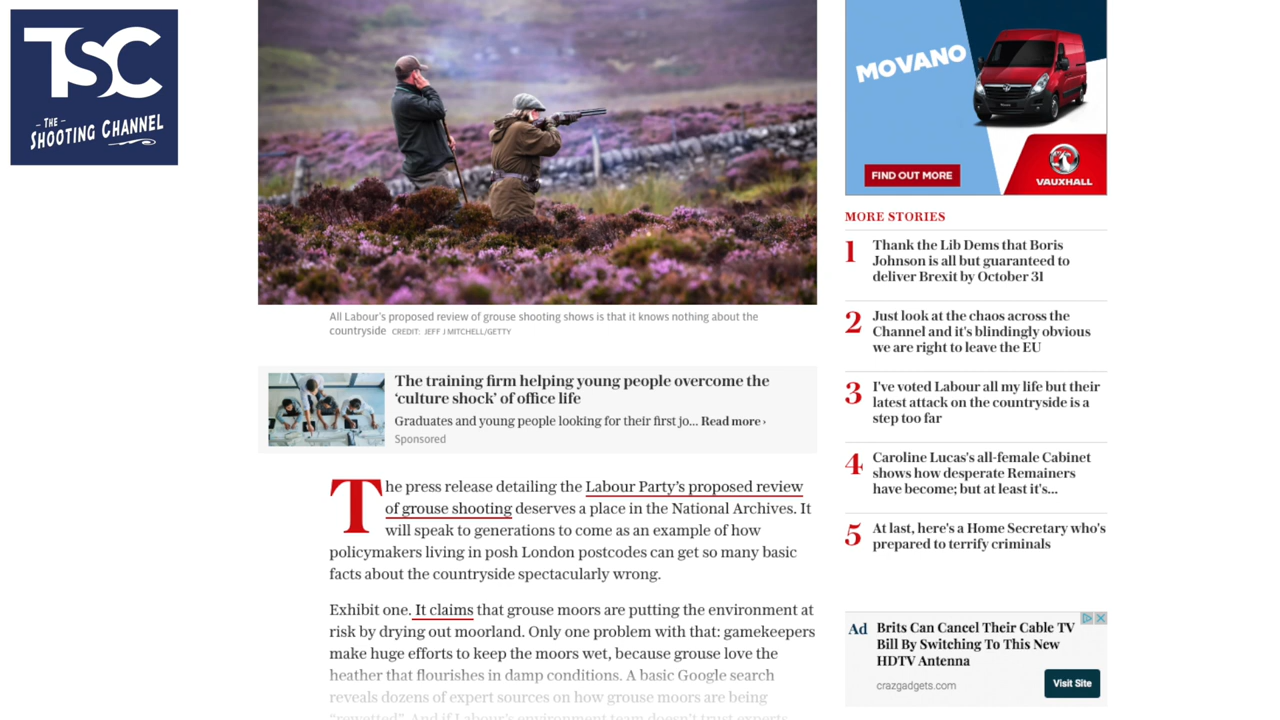 TSC
- THE -
SHOOTING CHANNEL
All Labour's proposed review of grouse shooting shows is that it knows nothing about the
countryside CREDIT: JEFF J MITCHELL/GETTY
The training firm helping young people overcome the
‘culture shock’ of office life
Graduates and young people looking for their first jo... Read more ›
Sponsored
The press release detailing the Labour Party’s proposed review
of grouse shooting deserves a place in the National Archives. It
will speak to generations to come as an example of how
policymakers living in posh London postcodes can get so many basic
facts about the countryside spectacularly wrong.
Exhibit one. It claims that grouse moors are putting the environment at
risk by drying out moorland. Only one problem with that: gamekeepers
make huge efforts to keep the moors wet, because grouse love the
heather that flourishes in damp conditions. A basic Google search
reveals dozens of expert sources on how grouse moors are being
“rewetted”. And if Labour’s environment team doesn’t trust experts
MOVANO
FIND OUT MORE
VAUXHALL
MORE STORIES
1 Thank the Lib Dems that Boris
Johnson is all but guaranteed to
deliver Brexit by October 31
2 Just look at the chaos across the
Channel and it's blindingly obvious
we are right to leave the EU
3 I've voted Labour all my life but their
latest attack on the countryside is a
step too far
4 Caroline Lucas's all-female Cabinet
shows how desperate Remainers
have become; but at least it's...
5 At last, here's a Home Secretary who's
prepared to terrify criminals
Ad Brits Can Cancel Their Cable TV
Bill By Switching To This New
HDTV Antenna
crazgadgets.com
Visit Site